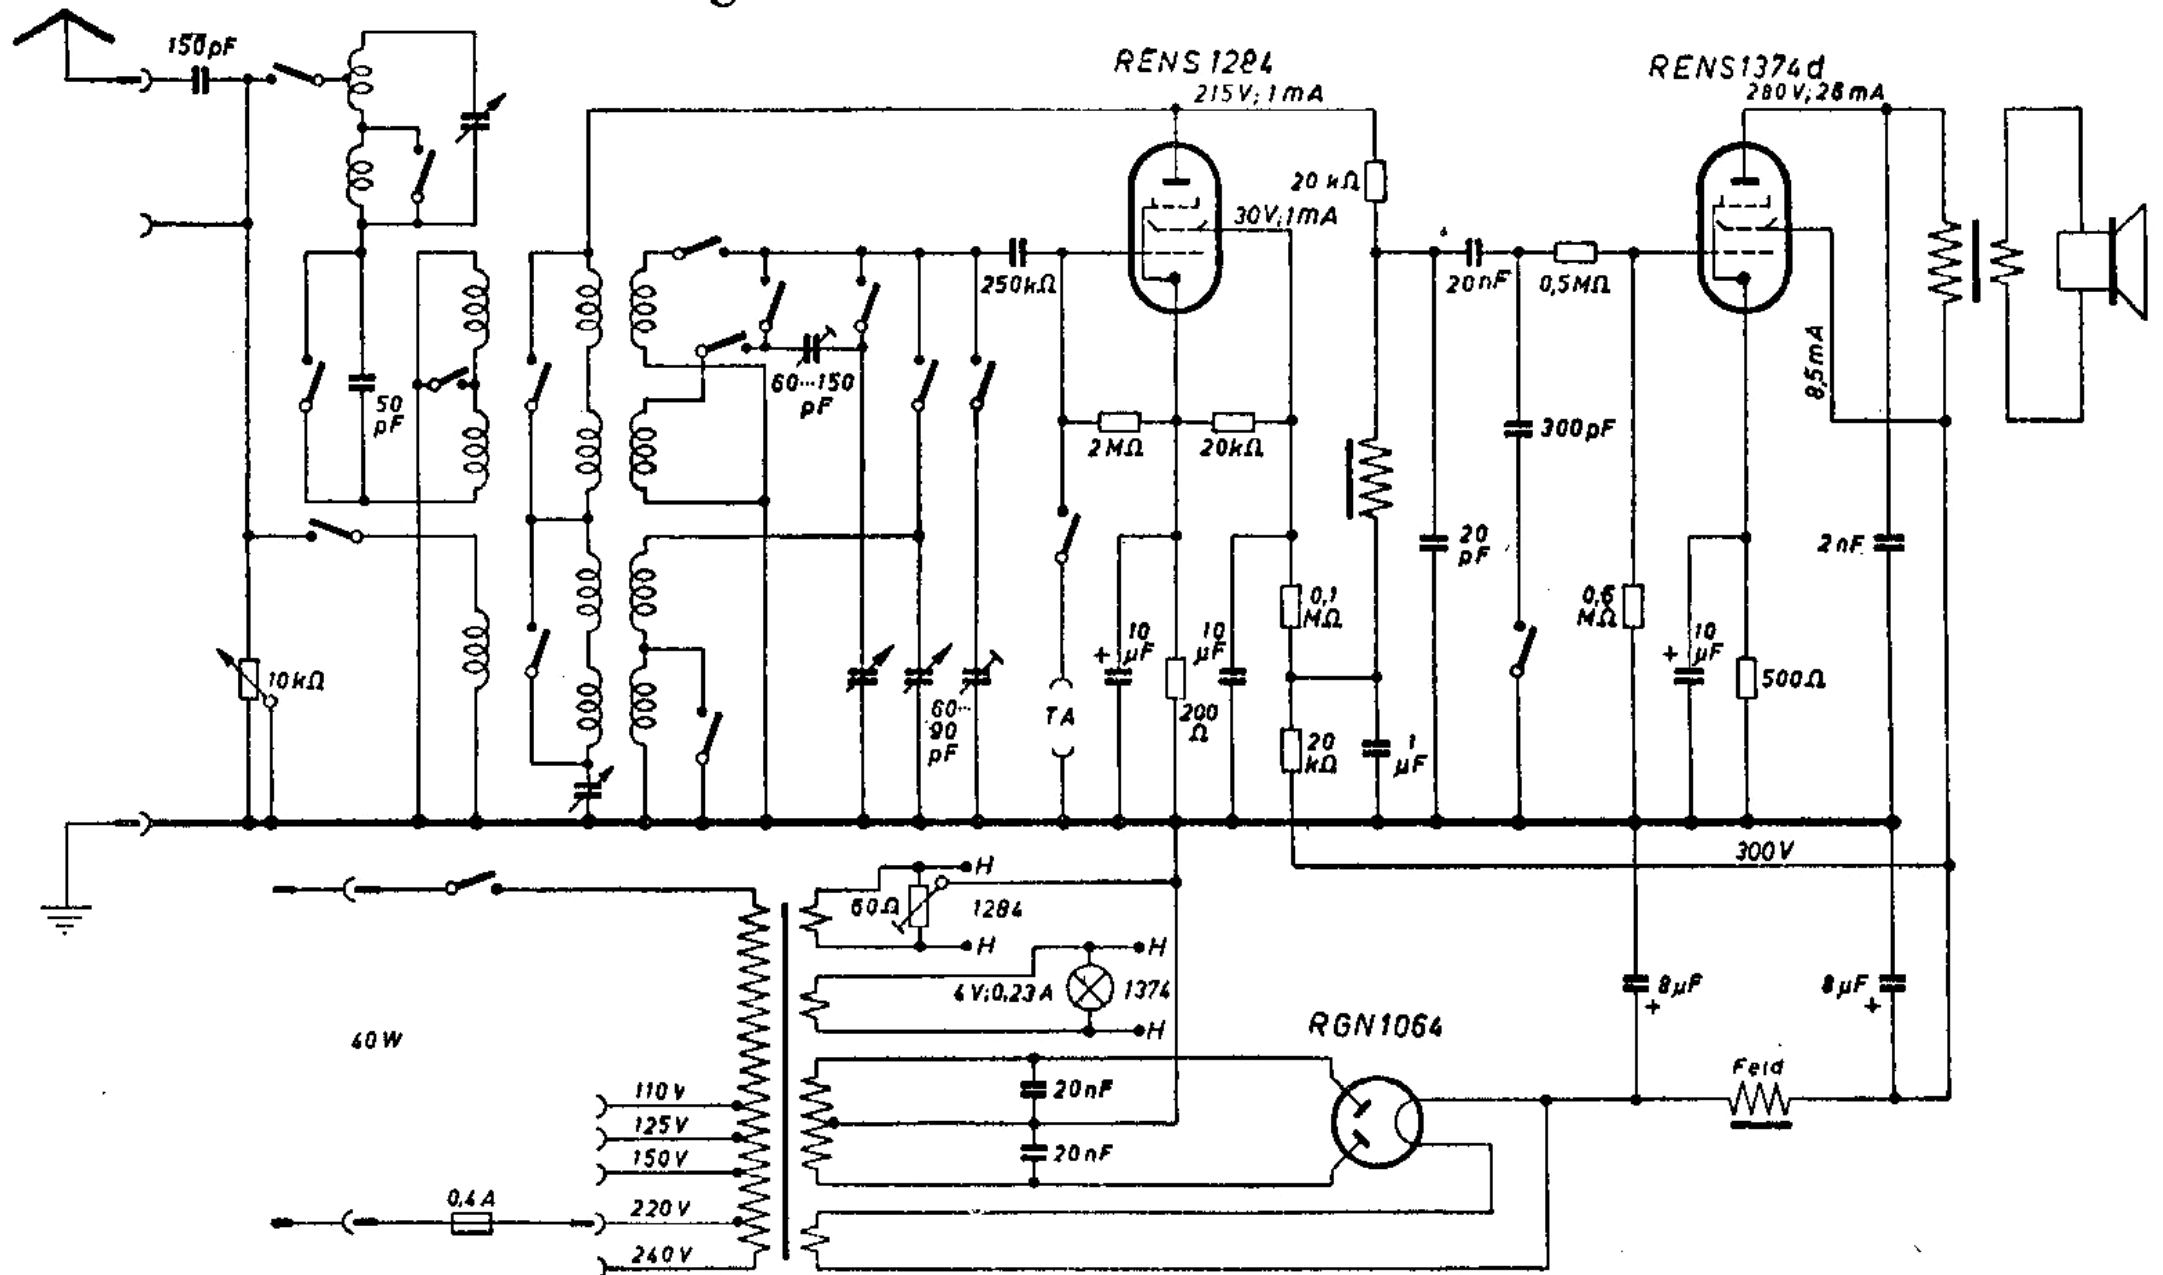 150pF
RENS1284
215V; 1mA
RENS1374d
280V; 26mA
20 kΩ
30V; 1mA
250kΩ
20nF
0,5MΩ
8,5mA
50
pF
60...150
pF
2MΩ
20kΩ
300pF
20
pF
2nF
0,1
MΩ
0,6
MΩ
10kΩ
+
10
µF
10
µF
+
10
µF
500Ω
60...
90
pF
TA
200
Ω
20
kΩ
1
µF
300V
H
60Ω
1284
H
H
4V; 0,23A
1374
H
8µF
+
8µF
+
40W
RGN1064
Feld
110V
20nF
125V
150V
20nF
0,4A
220V
240V